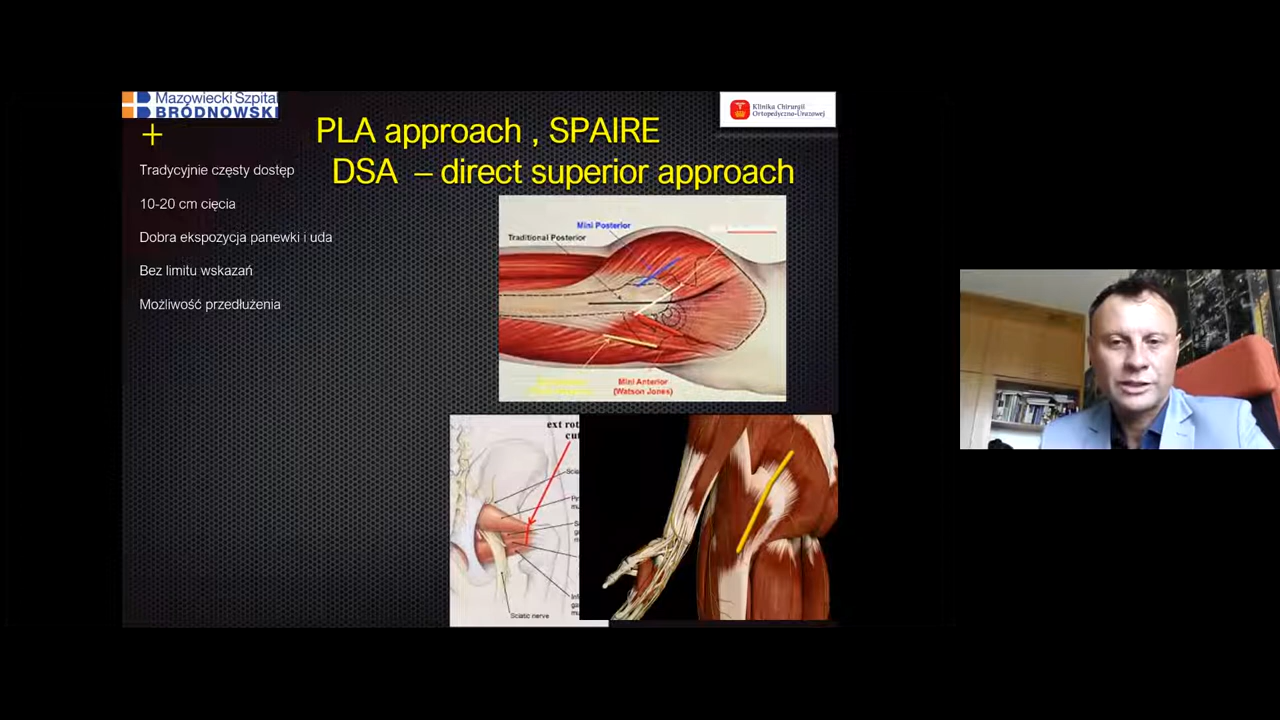 Mazowiecki Szpital
BRÓDNOWSKI
Klinika Chirurgii
Ortopedyczno-Urazowej
PLA approach , SPAIRE
DSA – direct superior approach
+
Tradycyjnie częsty dostęp
10-20 cm cięcia
Dobra ekspozycja panewki i uda
Bez limitu wskazań
Możliwość przedłużenia
Mini Posterior
Traditional Posterior
Mini Anterior
(Watson Jones)
ext rot
Sciatic nerve